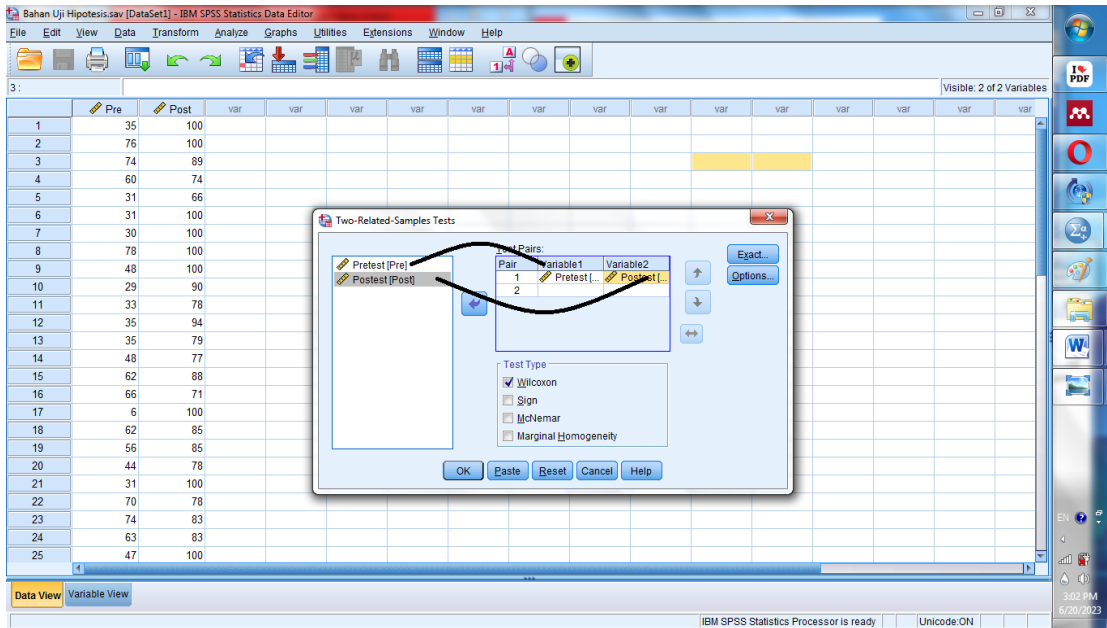 Bahan Uji Hipotesis.sav [DataSet1] - IBM SPSS Statistics Data Editor
File Edit View Data Transform Analyze Graphs Utilities Extensions Window Help
3 :
Visible: 2 of 2 Variables
Pre Post var var var var var var var var var var var var
1 35 100
2 76 100
3 74 89
4 60 74
5 31 66
6 31 100
7 30 100
8 78 100
9 48 100
10 29 90
11 33 78
12 35 94
13 35 79
14 48 77
15 62 88
16 66 71
17 6 100
18 62 85
19 56 85
20 44 78
21 31 100
22 70 78
23 74 83
24 63 83
25 47 100
Two-Related-Samples Tests
Pretest [Pre]
Postest [Post]
Test Pairs:
Pair Variable1 Variable2
1 Pretest [... Postest [...
2
Exact...
Options...
Test Type
Wilcoxon
Sign
McNemar
Marginal Homogeneity
OK Paste Reset Cancel Help
Data View Variable View
IBM SPSS Statistics Processor is ready Unicode:ON
I
PDF
W
EN
3:02 PM
6/20/2023